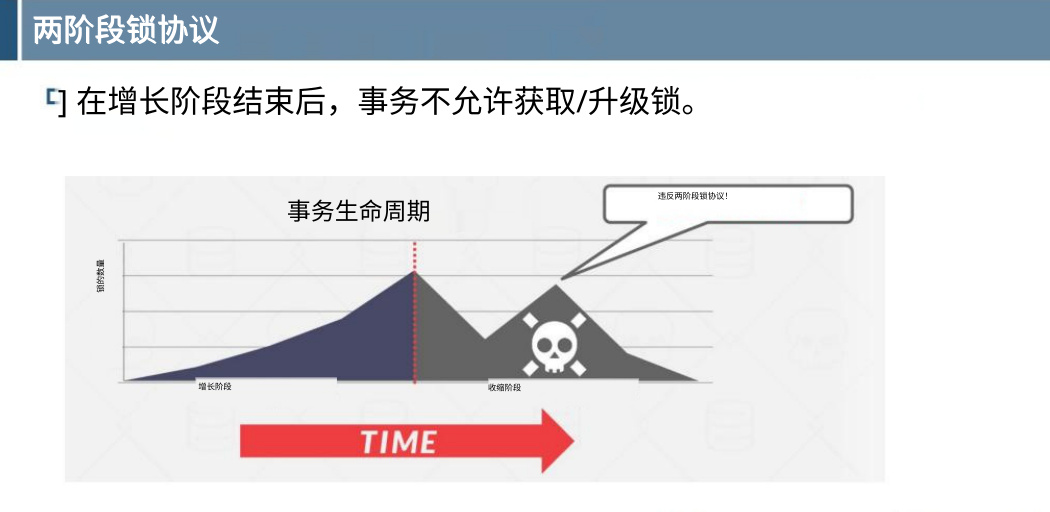 两阶段锁协议
] 在增长阶段结束后，事务不允许获取/升级锁。
违反两阶段锁协议！
事务生命周期
锁的数量
增长阶段
收缩阶段
TIME